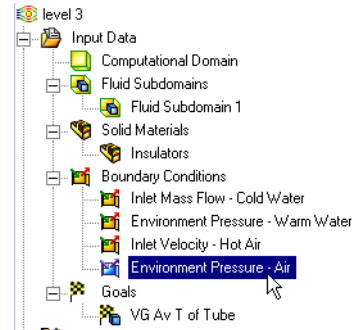 level 3
Input Data
Computational Domain
Fluid Subdomains
Fluid Subdomain 1
Solid Materials
Insulators
Boundary Conditions
Inlet Mass Flow - Cold Water
Environment Pressure - Warm Water
Inlet Velocity - Hot Air
Environment Pressure - Air
Goals
VG Av T of Tube